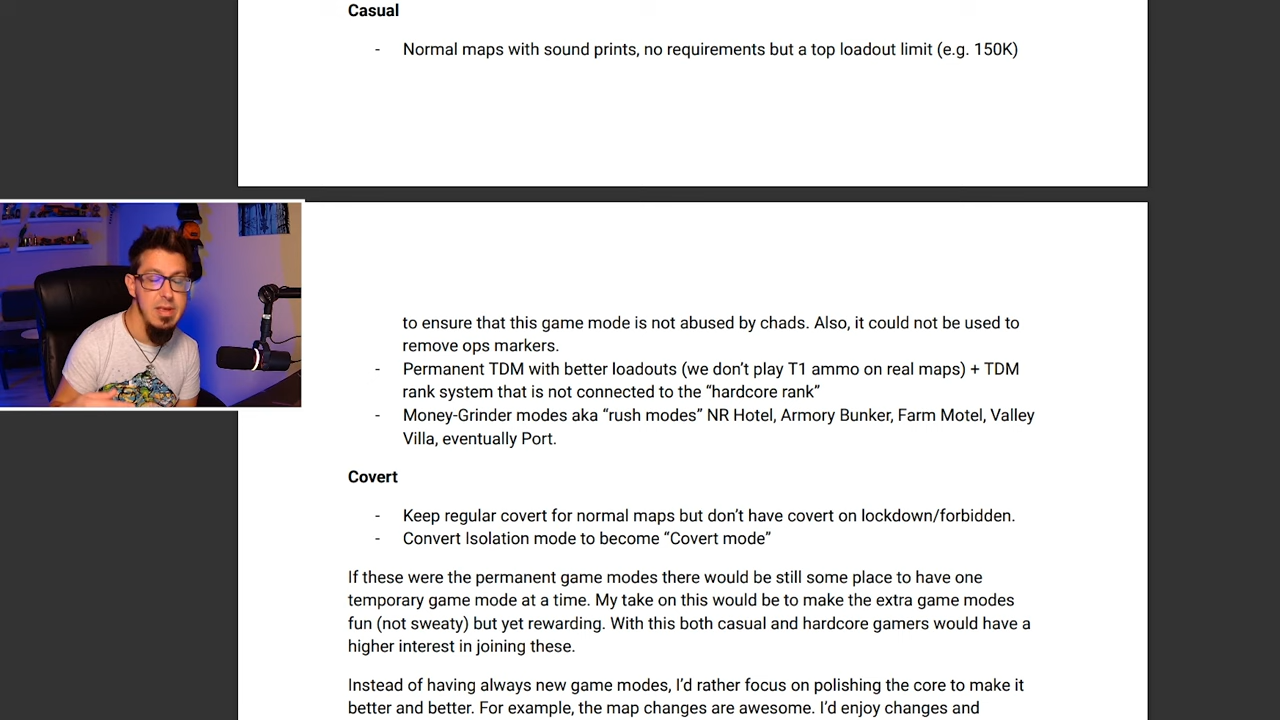 Casual
- Normal maps with sound prints, no requirements but a top loadout limit (e.g. 150K)
to ensure that this game mode is not abused by chads. Also, it could not be used to
remove ops markers.
- Permanent TDM with better loadouts (we don’t play T1 ammo on real maps) + TDM
rank system that is not connected to the “hardcore rank”
- Money-Grinder modes aka “rush modes” NR Hotel, Armory Bunker, Farm Motel, Valley
Villa, eventually Port.
Covert
- Keep regular covert for normal maps but don’t have covert on lockdown/forbidden.
- Convert Isolation mode to become “Covert mode”
If these were the permanent game modes there would be still some place to have one
temporary game mode at a time. My take on this would be to make the extra game modes
fun (not sweaty) but yet rewarding. With this both casual and hardcore gamers would have a
higher interest in joining these.
Instead of having always new game modes, I’d rather focus on polishing the core to make it
better and better. For example, the map changes are awesome. I’d enjoy changes and